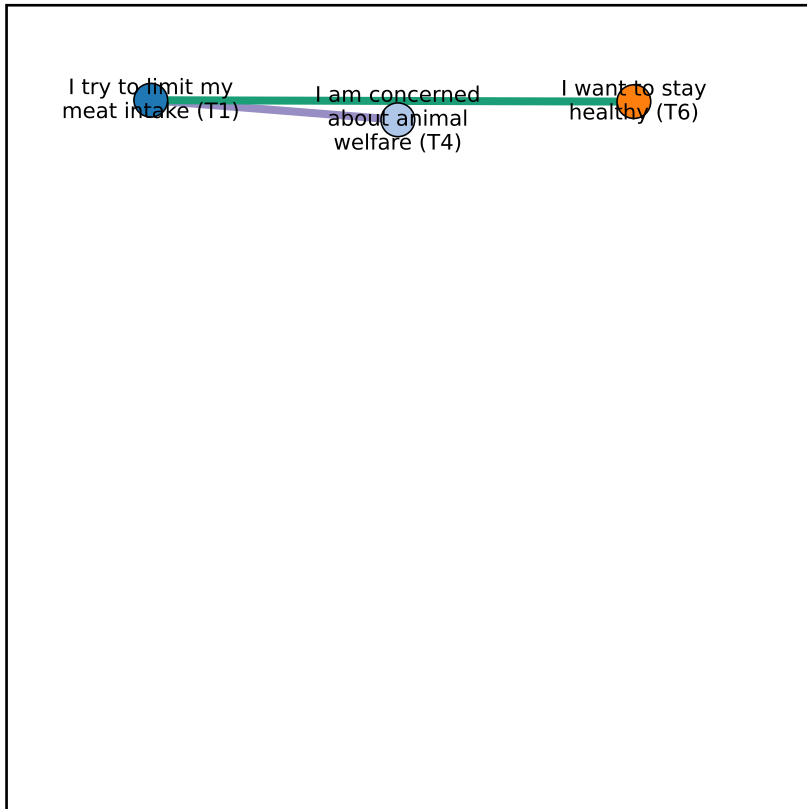 I try to limit my
meat intake (T1)
I am concerned
about animal
welfare (T4)
I want to stay
healthy (T6)